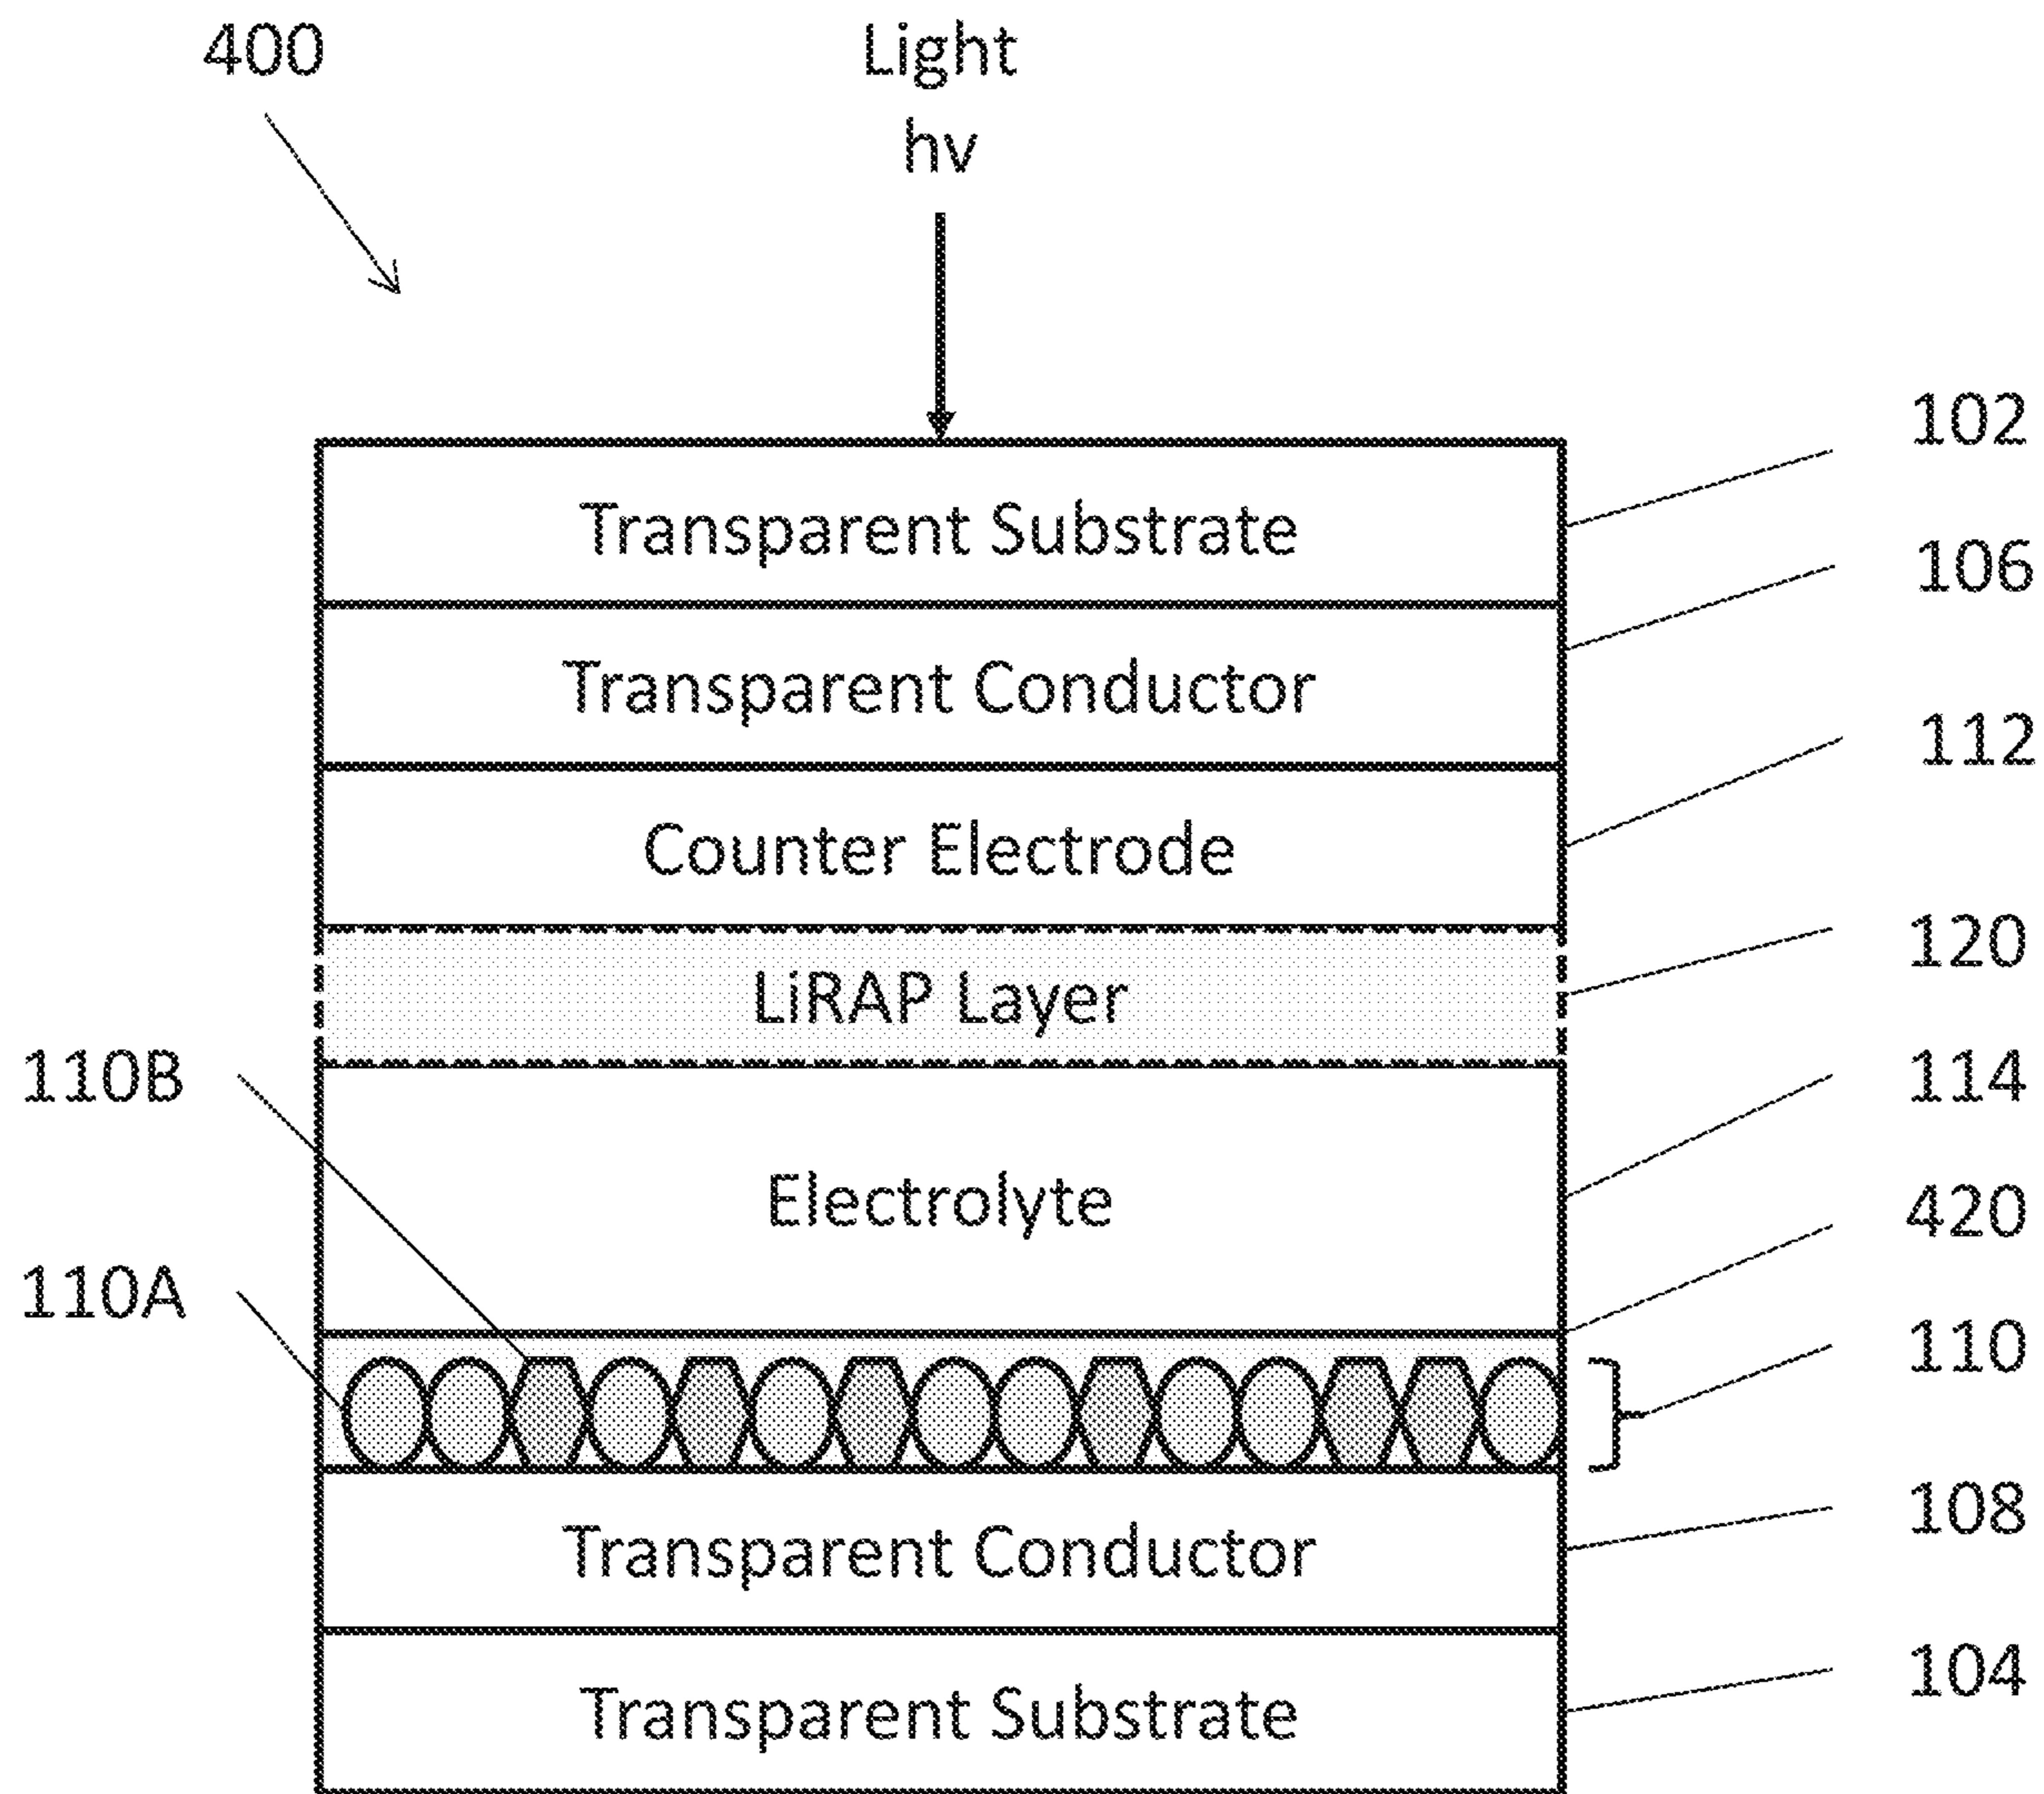 400
Light
hv
102
Transparent Substrate
106
Transparent Conductor
112
Counter Electrode
120
LiRAP Layer
110B
114
Electrolyte
420
110A
110
108
Transparent Conductor
104
Transparent Substrate